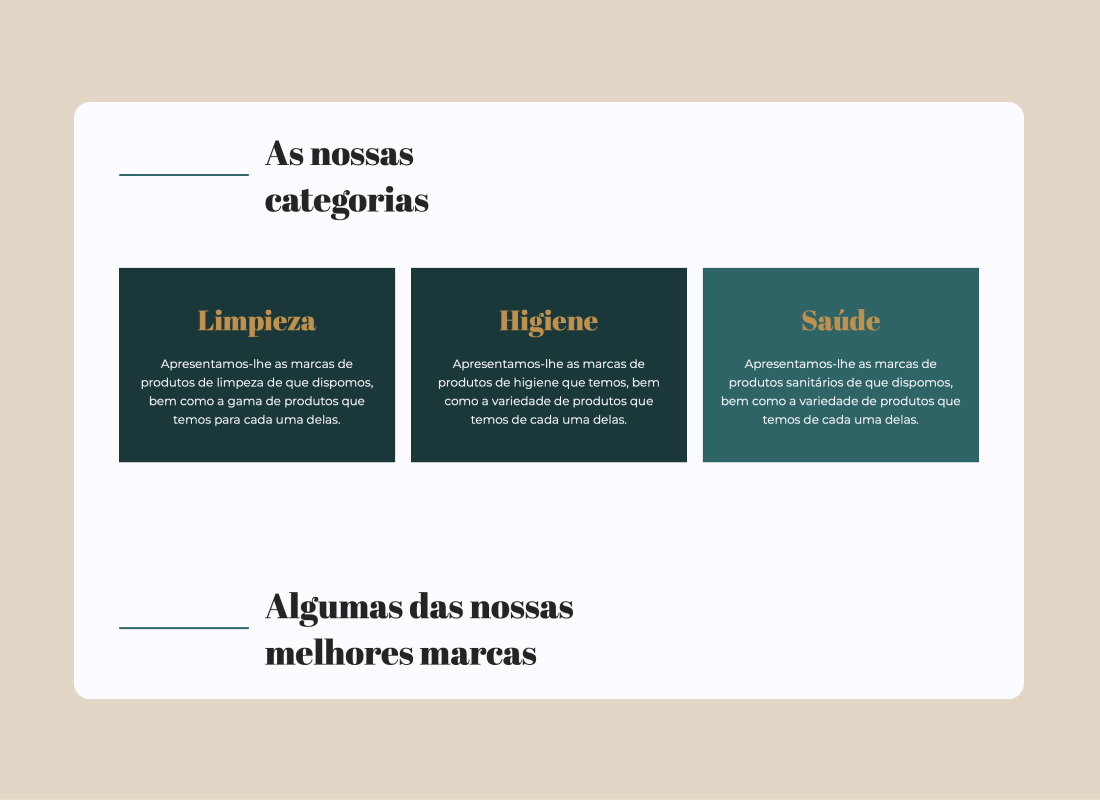 As nossas
categorias
Limpieza
Apresentamos-lhe as marcas de
produtos de limpeza de que dispomos,
bem como a gama de produtos que
temos para cada uma delas.
Higiene
Apresentamos-lhe as marcas de
produtos de higiene que temos, bem
como a variedade de produtos que
temos de cada uma delas.
Saúde
Apresentamos-lhe as marcas de
produtos sanitários de que dispomos,
bem como a variedade de produtos que
temos de cada uma delas.
Algumas das nossas
melhores marcas